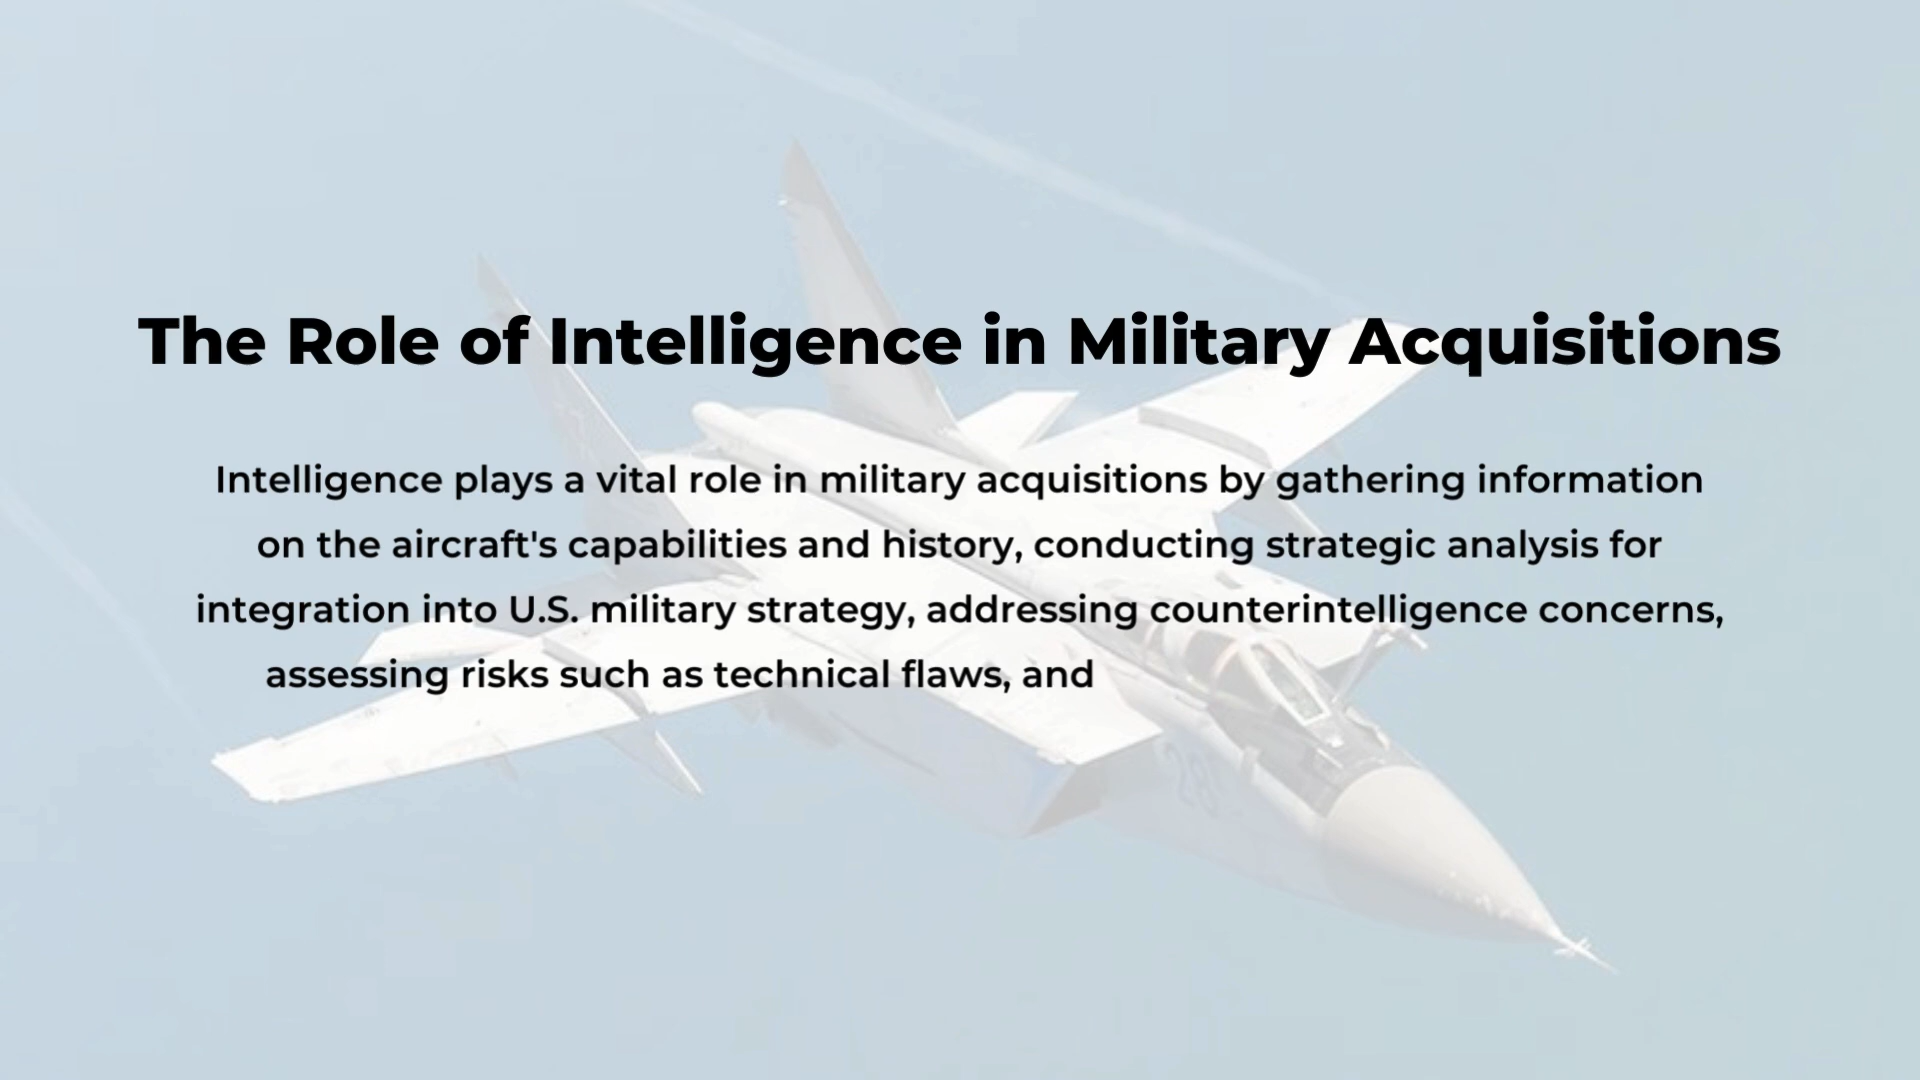 The Role of Intelligence in Military Acquisitions
Intelligence plays a vital role in military acquisitions by gathering information
on the aircraft's capabilities and history, conducting strategic analysis for
integration into U.S. military strategy, addressing counterintelligence concerns,
assessing risks such as technical flaws, and
28